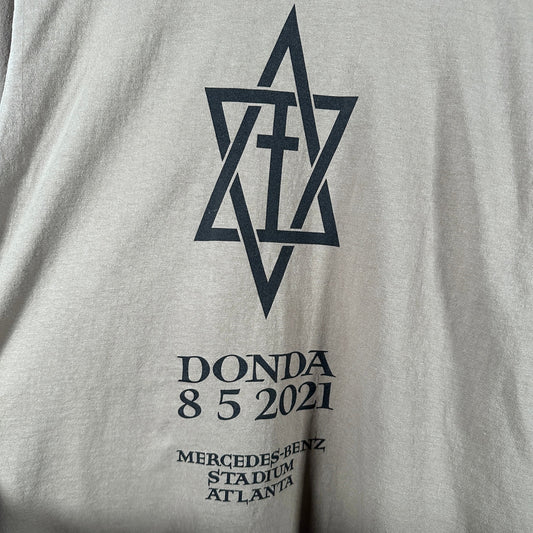 DONDA
8 5 2021
MERCEDES-BENZ
STADIUM
ATLANTA